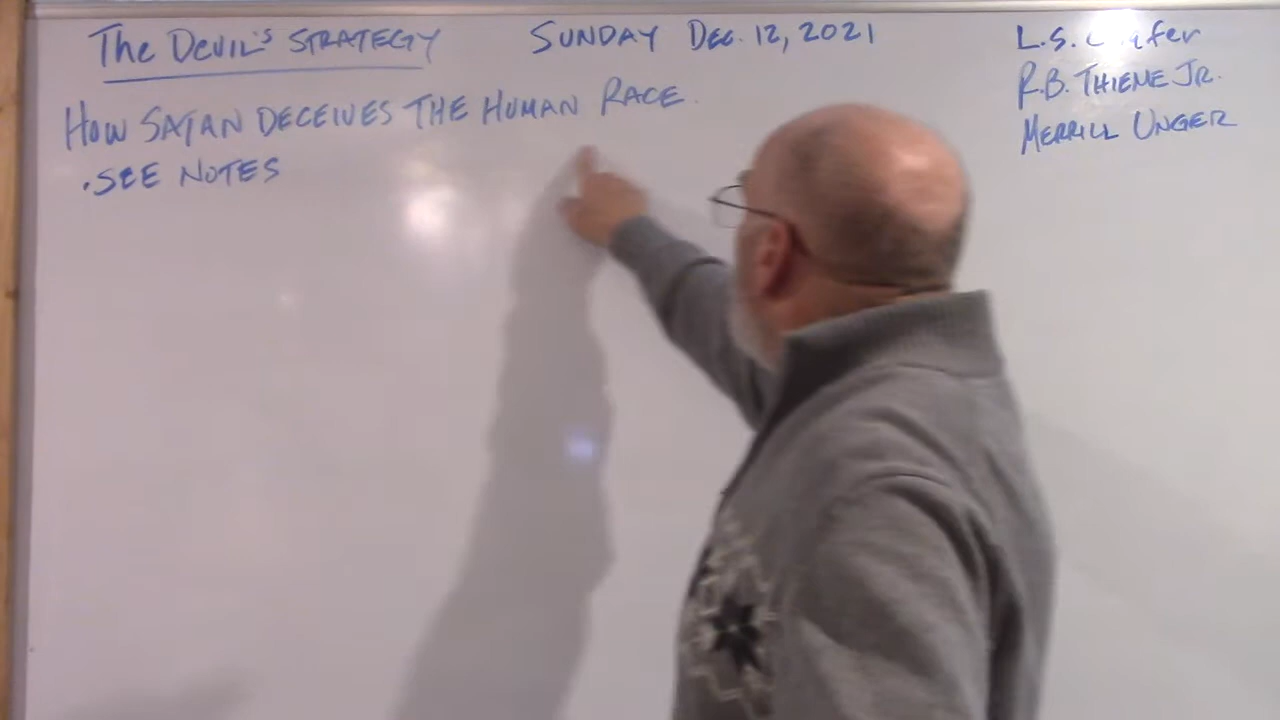 The Devil's STRATEGY
SUNDAY DEC. 12, 2021
HOW SATAN DECEIVES THE HUMAN RACE.
• SEE NOTES
L.S.
R.B. THIEME JR.
MERRILL UNGER